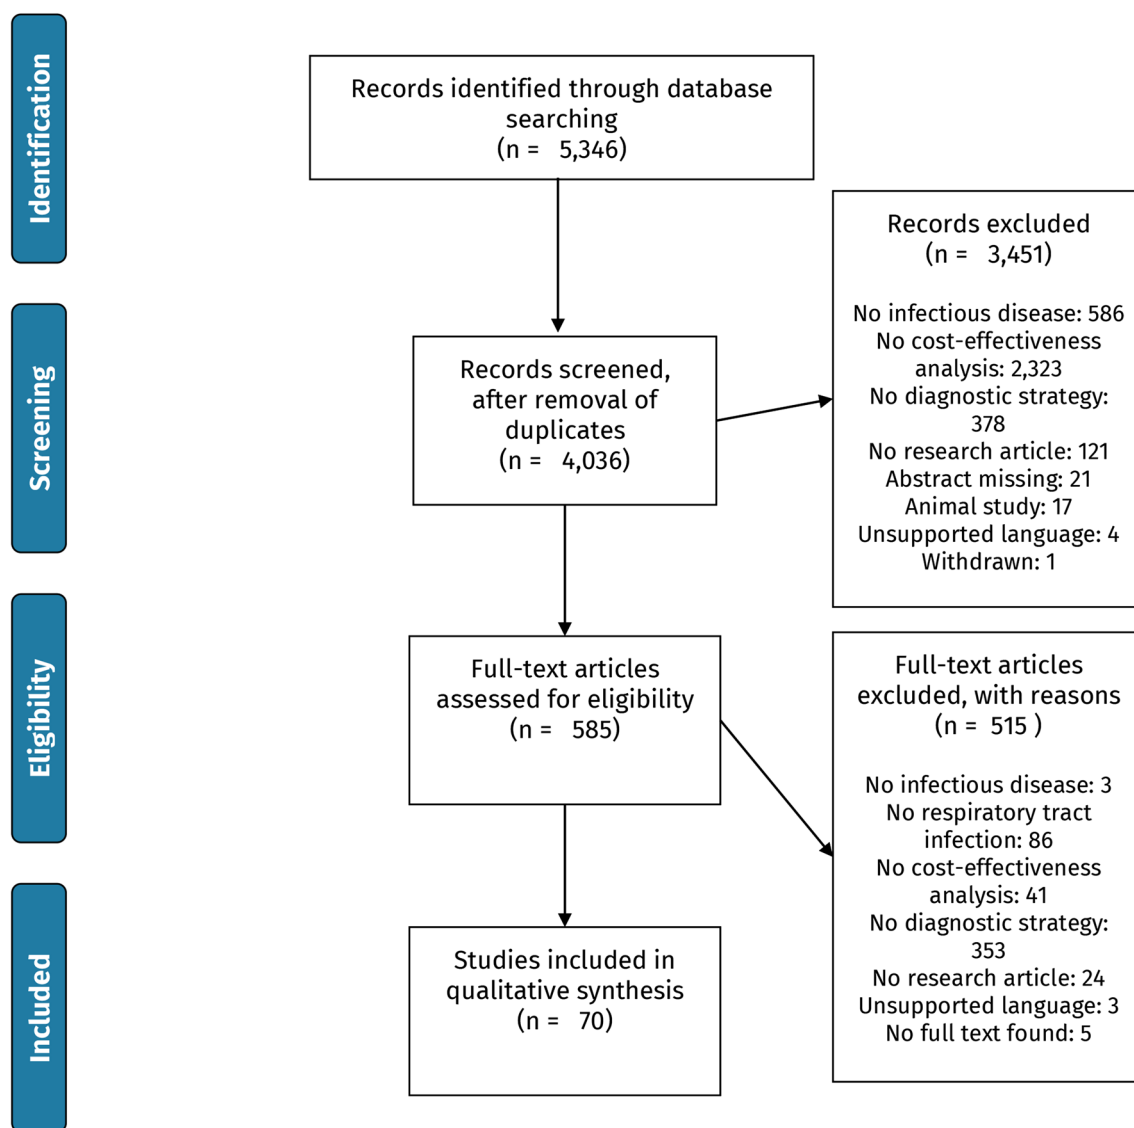 Identification
Records identified through database
searching
(n =   5,346)
Records excluded
(n =   3,451)
No infectious disease: 586
No cost-effectiveness
analysis: 2,323
No diagnostic strategy:
378
No research article: 121
Abstract missing: 21
Animal study: 17
Unsupported language: 4
Withdrawn: 1
Screening
Records screened,
after removal of
duplicates
(n =   4,036)
Eligibility
Full-text articles
assessed for eligibility
(n =   585)
Full-text articles
excluded, with reasons
(n =  515 )
No infectious disease: 3
No respiratory tract
infection: 86
No cost-effectiveness
analysis: 41
No diagnostic strategy:
353
No research article: 24
Unsupported language: 3
No full text found: 5
Included
Studies included in
qualitative synthesis
(n =   70)